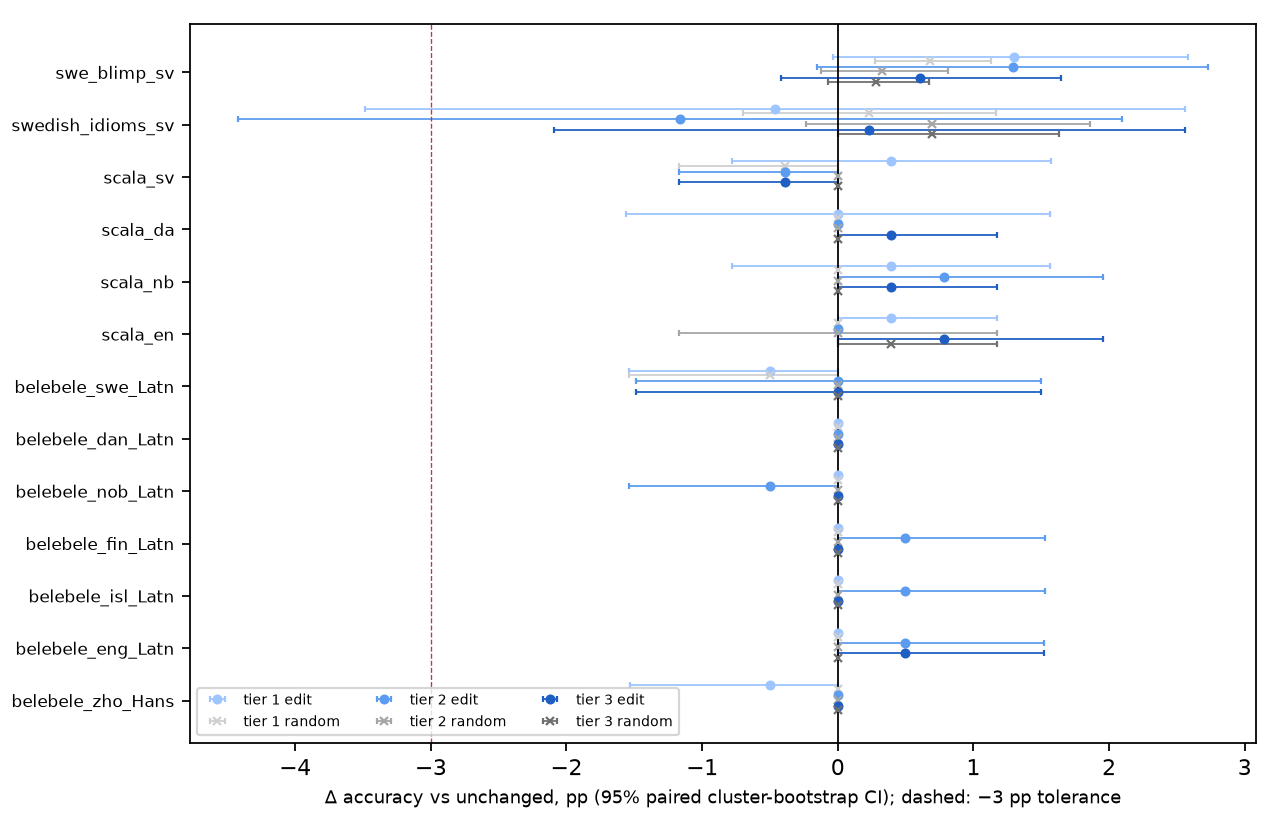 swe_blimp_sv
swedish_idioms_sv
scala_sv
scala_da
scala_nb
scala_en
belebele_swe_Latn
belebele_dan_Latn
belebele_nob_Latn
belebele_fin_Latn
belebele_isl_Latn
belebele_eng_Latn
belebele_zho_Hans
tier 1 edit tier 2 edit tier 3 edit
tier 1 random tier 2 random tier 3 random
−4 −3 −2 −1 0 1 2 3
Δ accuracy vs unchanged, pp (95% paired cluster-bootstrap CI); dashed: −3 pp tolerance